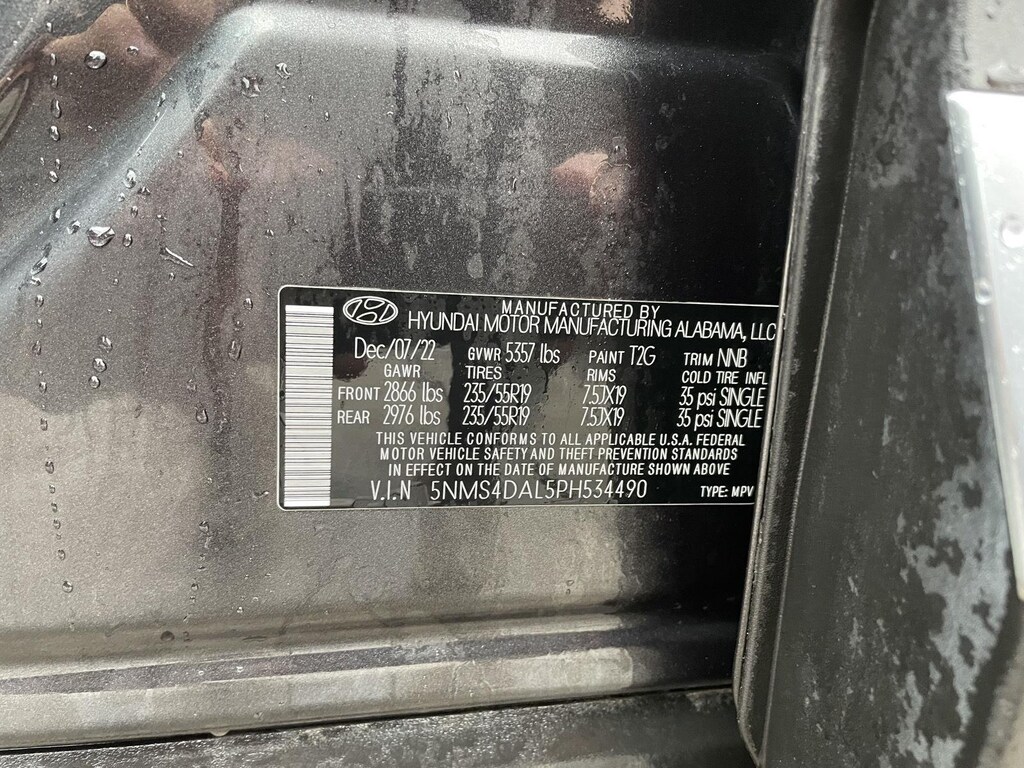 MANUFACTURED BY
HYUNDAI MOTOR MANUFACTURING ALABAMA, LLC
Dec/07/22 GVWR 5357 lbs PAINT T2G TRIM NNB
GAWR TIRES RIMS COLD TIRE INFL
FRONT 2866 lbs 235/55R19 7.5JX19 35 psi SINGLE
REAR 2976 lbs 235/55R19 7.5JX19 35 psi SINGLE
THIS VEHICLE CONFORMS TO ALL APPLICABLE U.S.A. FEDERAL
MOTOR VEHICLE SAFETY AND THEFT PREVENTION STANDARDS
IN EFFECT ON THE DATE OF MANUFACTURE SHOWN ABOVE
V.I.N 5NMS4DAL5PH534490 TYPE: MPV